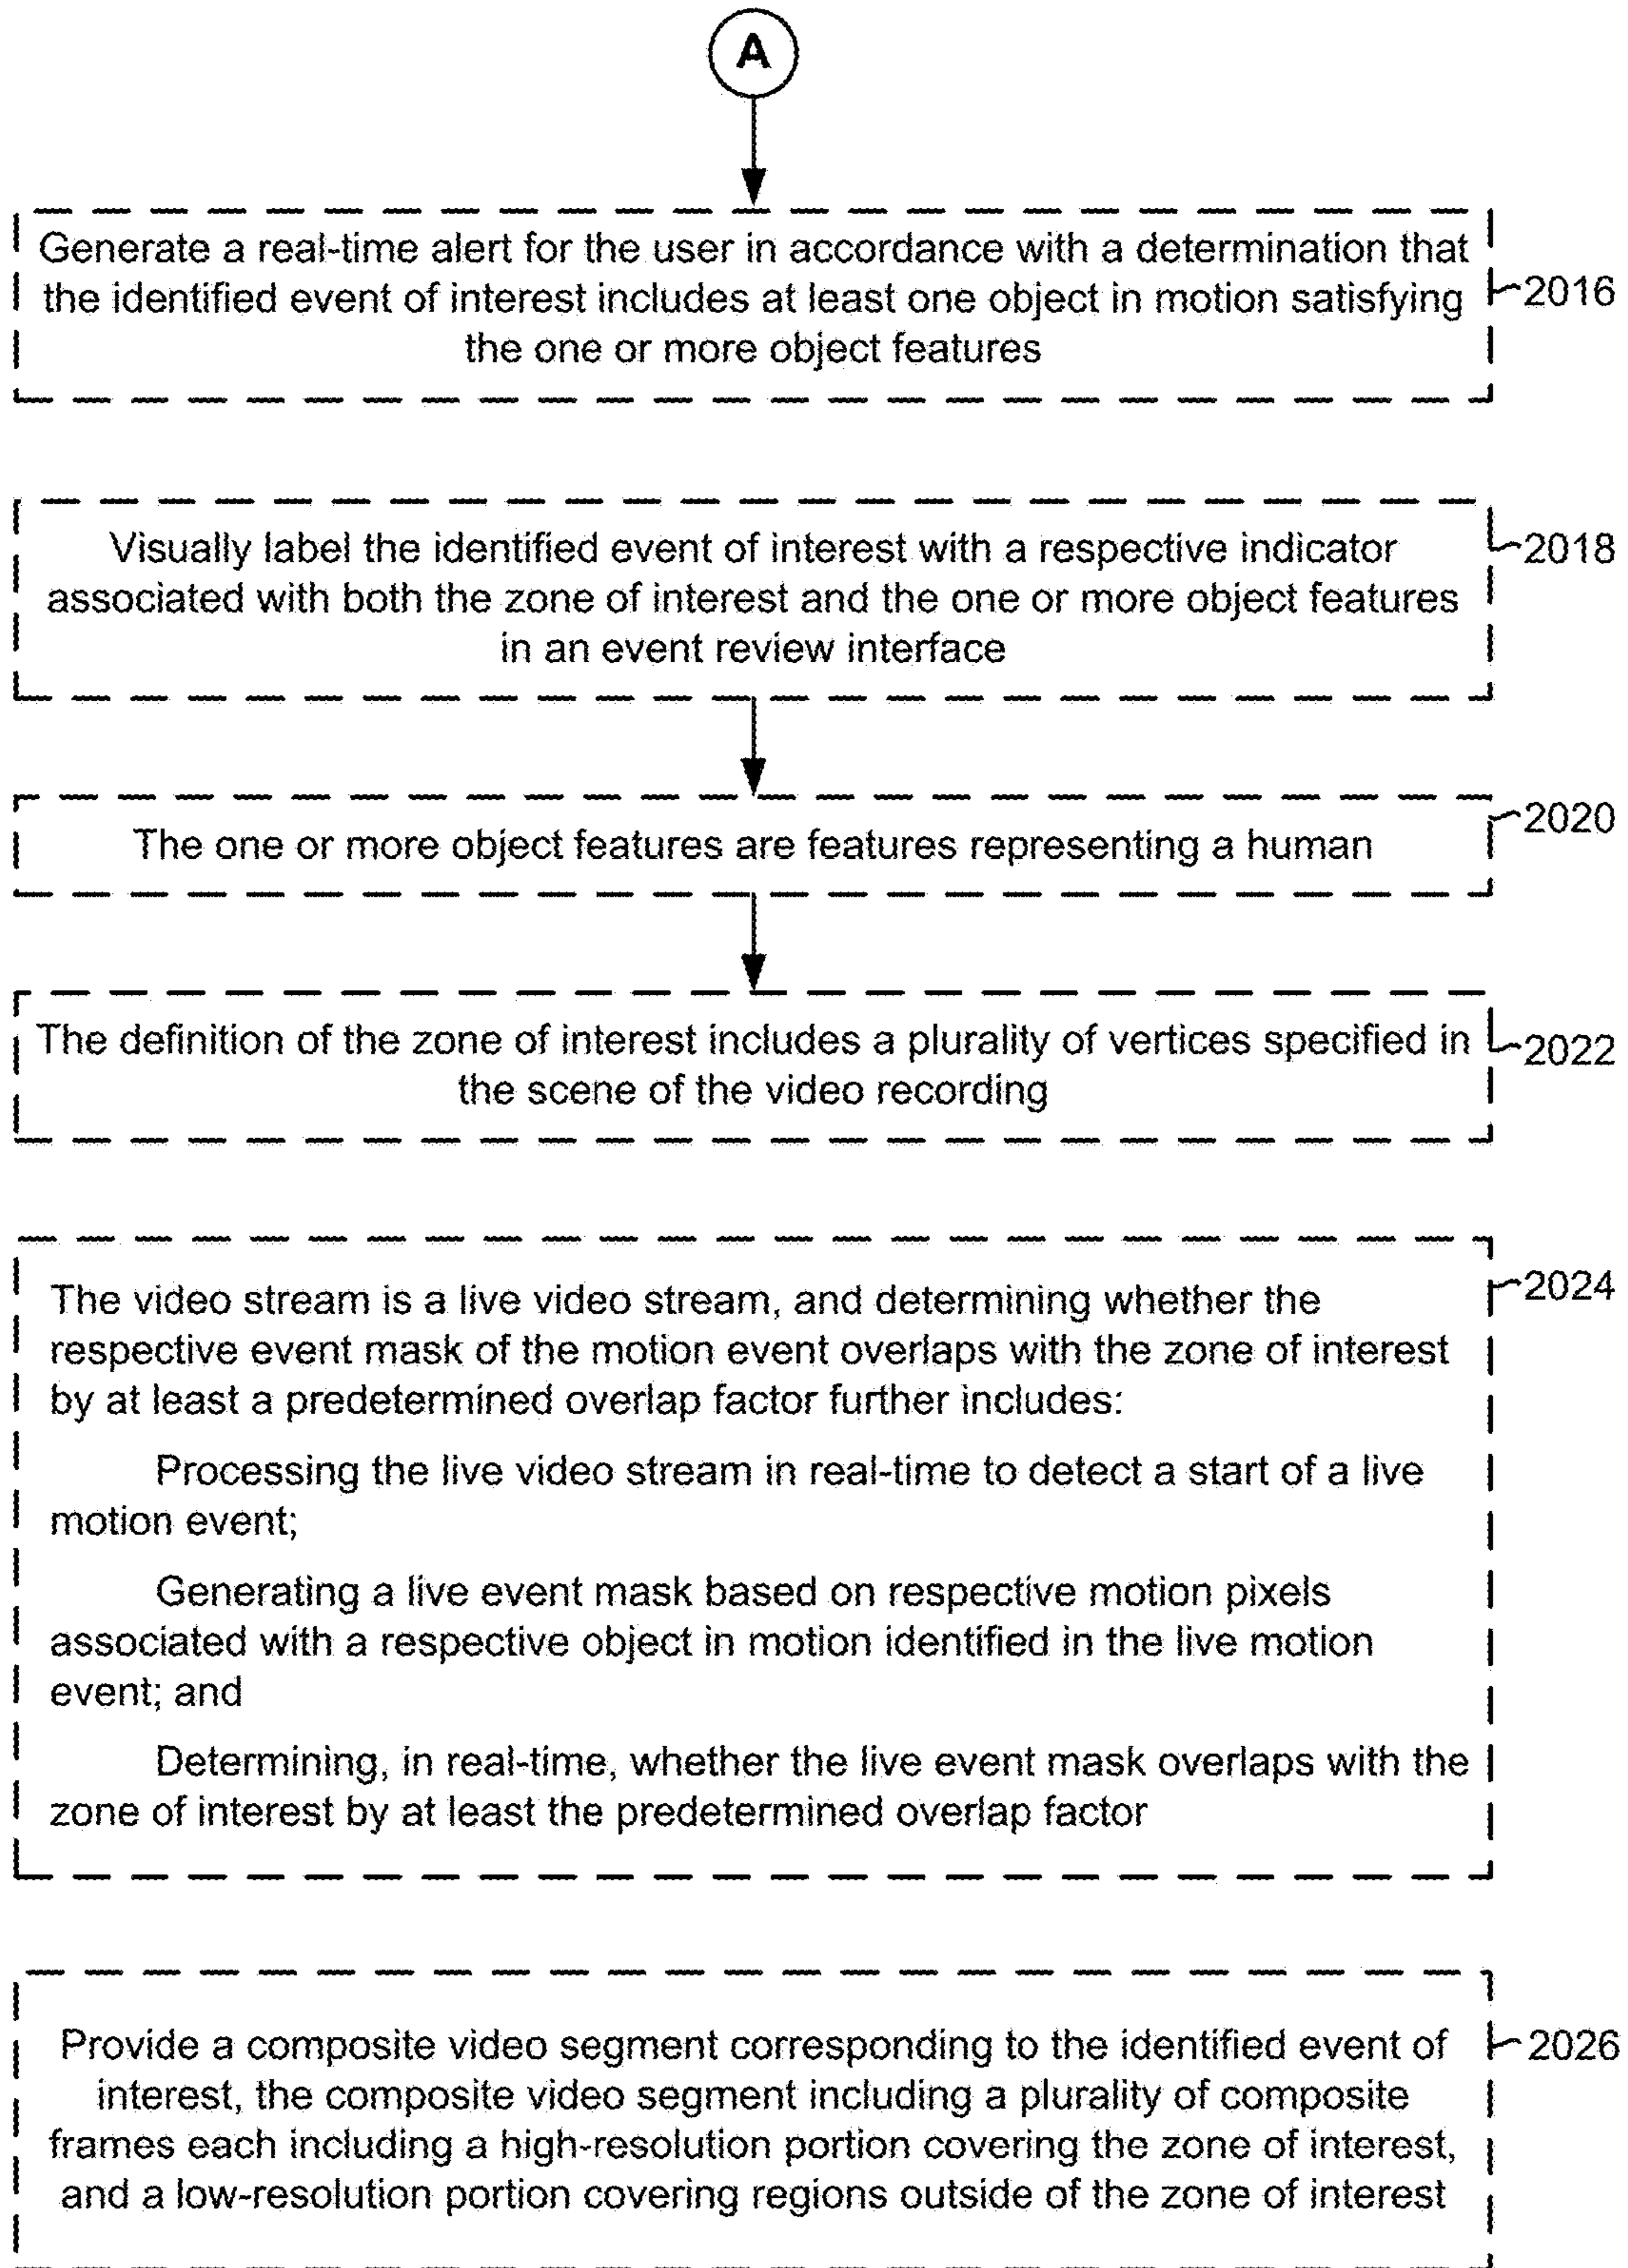 A
Generate a real-time alert for the user in accordance with a determination that
the identified event of interest includes at least one object in motion satisfying
the one or more object features
2016
Visually label the identified event of interest with a respective indicator
associated with both the zone of interest and the one or more object features
in an event review interface
2018
The one or more object features are features representing a human
2020
The definition of the zone of interest includes a plurality of vertices specified in
the scene of the video recording
2022
The video stream is a live video stream, and determining whether the
respective event mask of the motion event overlaps with the zone of interest
by at least a predetermined overlap factor further includes:
Processing the live video stream in real-time to detect a start of a live
motion event;
Generating a live event mask based on respective motion pixels
associated with a respective object in motion identified in the live motion
event; and
Determining, in real-time, whether the live event mask overlaps with the
zone of interest by at least the predetermined overlap factor
2024
Provide a composite video segment corresponding to the identified event of
interest, the composite video segment including a plurality of composite
frames each including a high-resolution portion covering the zone of interest,
and a low-resolution portion covering regions outside of the zone of interest
2026